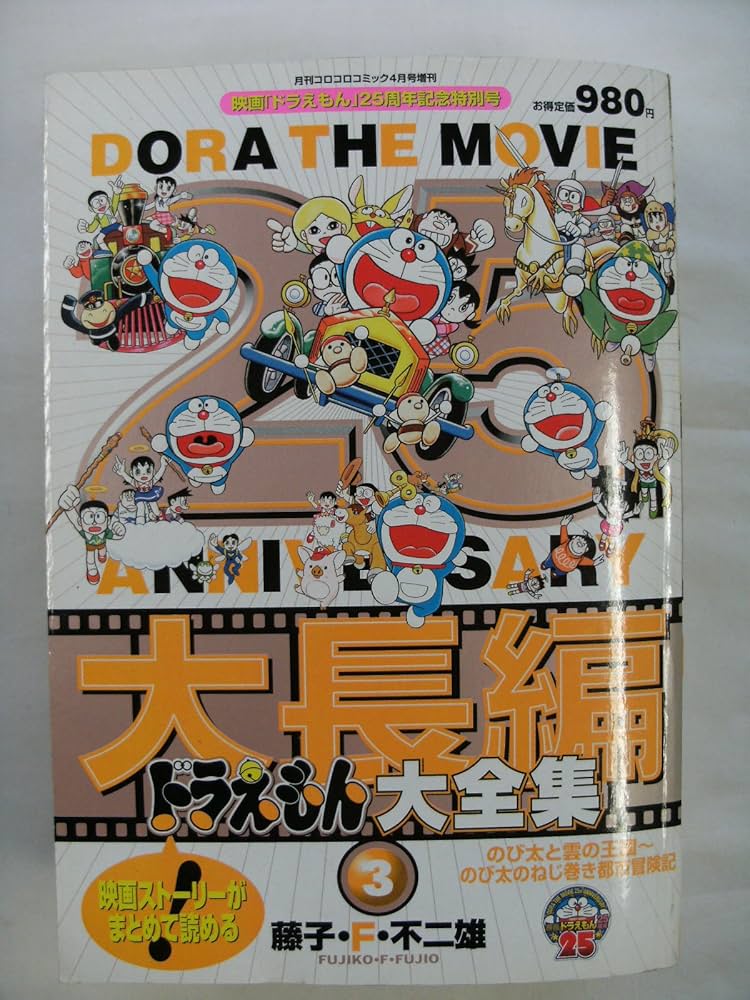 月刊コロコロコミック4月号増刊
映画「ドラえもん」25周年記念特別号
お得定価980円
DORA THE MOVIE
25
ANNIVERSARY
大長編
ドラえもん大全集
3
のび太と雲の王国〜
のび太のねじ巻き都市冒険記
映画ストーリーが
まとめて読める
!
藤子・F・不二雄
FUJIKO・F・FUJIO
ドラえもん
25